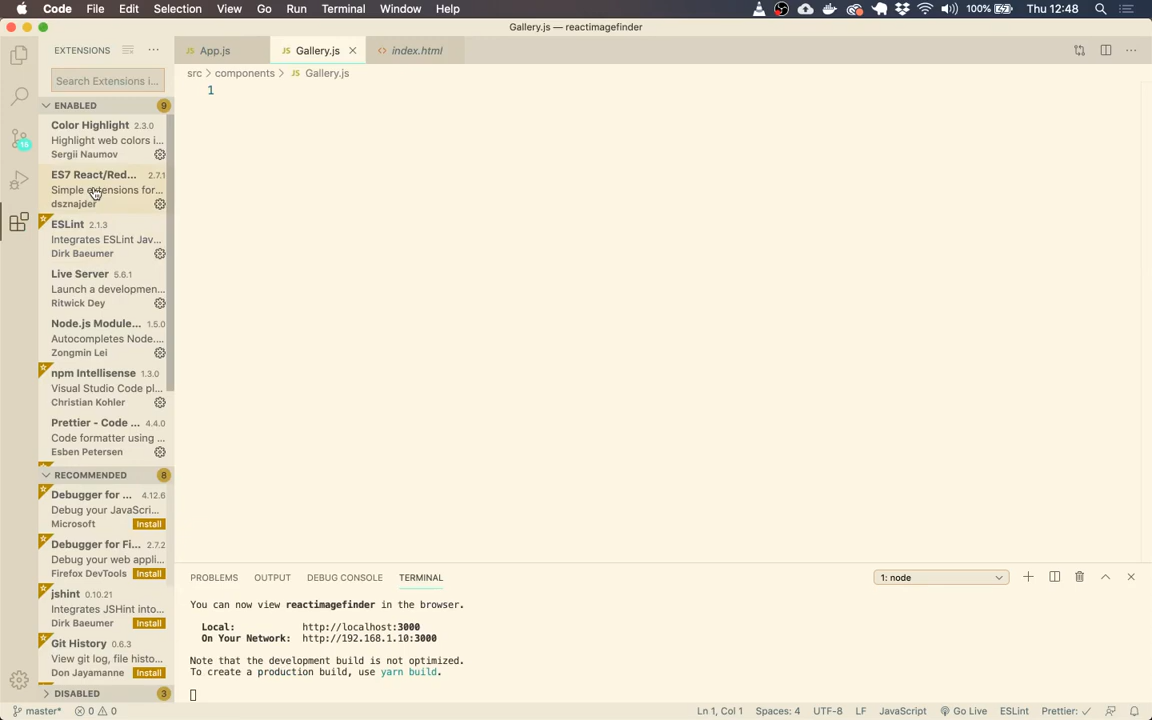 Code File Edit Selection View Go Run Terminal Window Help 100% Thu 12:48
Gallery.js — reactimagefinder
EXTENSIONS
Search Extensions i...
ENABLED 9
Color Highlight 2.3.0
Highlight web colors i...
Sergii Naumov
ES7 React/Red... 2.7.1
Simple extensions for...
dsznajder
ESLint 2.1.3
Integrates ESLint Jav...
Dirk Baeumer
Live Server 5.6.1
Launch a developmen...
Ritwick Dey
Node.js Module... 1.5.0
Autocompletes Node....
Zongmin Lei
npm Intellisense 1.3.0
Visual Studio Code pl...
Christian Kohler
Prettier - Code ... 4.4.0
Code formatter using ...
Esben Petersen
RECOMMENDED 8
Debugger for ... 4.12.6
Debug your JavaScri...
Microsoft Install
Debugger for Fi... 2.7.2
Debug your web appli...
Firefox DevTools Install
jshint 0.10.21
Integrates JSHint into...
Dirk Baeumer Install
Git History 0.6.3
View git log, file histo...
Don Jayamanne Install
DISABLED 3
16
JS App.js JS Gallery.js <> index.html
src > components > JS Gallery.js
1
PROBLEMS OUTPUT DEBUG CONSOLE TERMINAL 1: node
You can now view reactimagefinder in the browser.
Local: http://localhost:3000
On Your Network: http://192.168.1.10:3000
Note that the development build is not optimized.
To create a production build, use yarn build.
master* 0 0 Ln 1, Col 1 Spaces: 4 UTF-8 LF JavaScript Go Live ESLint Prettier: ✓